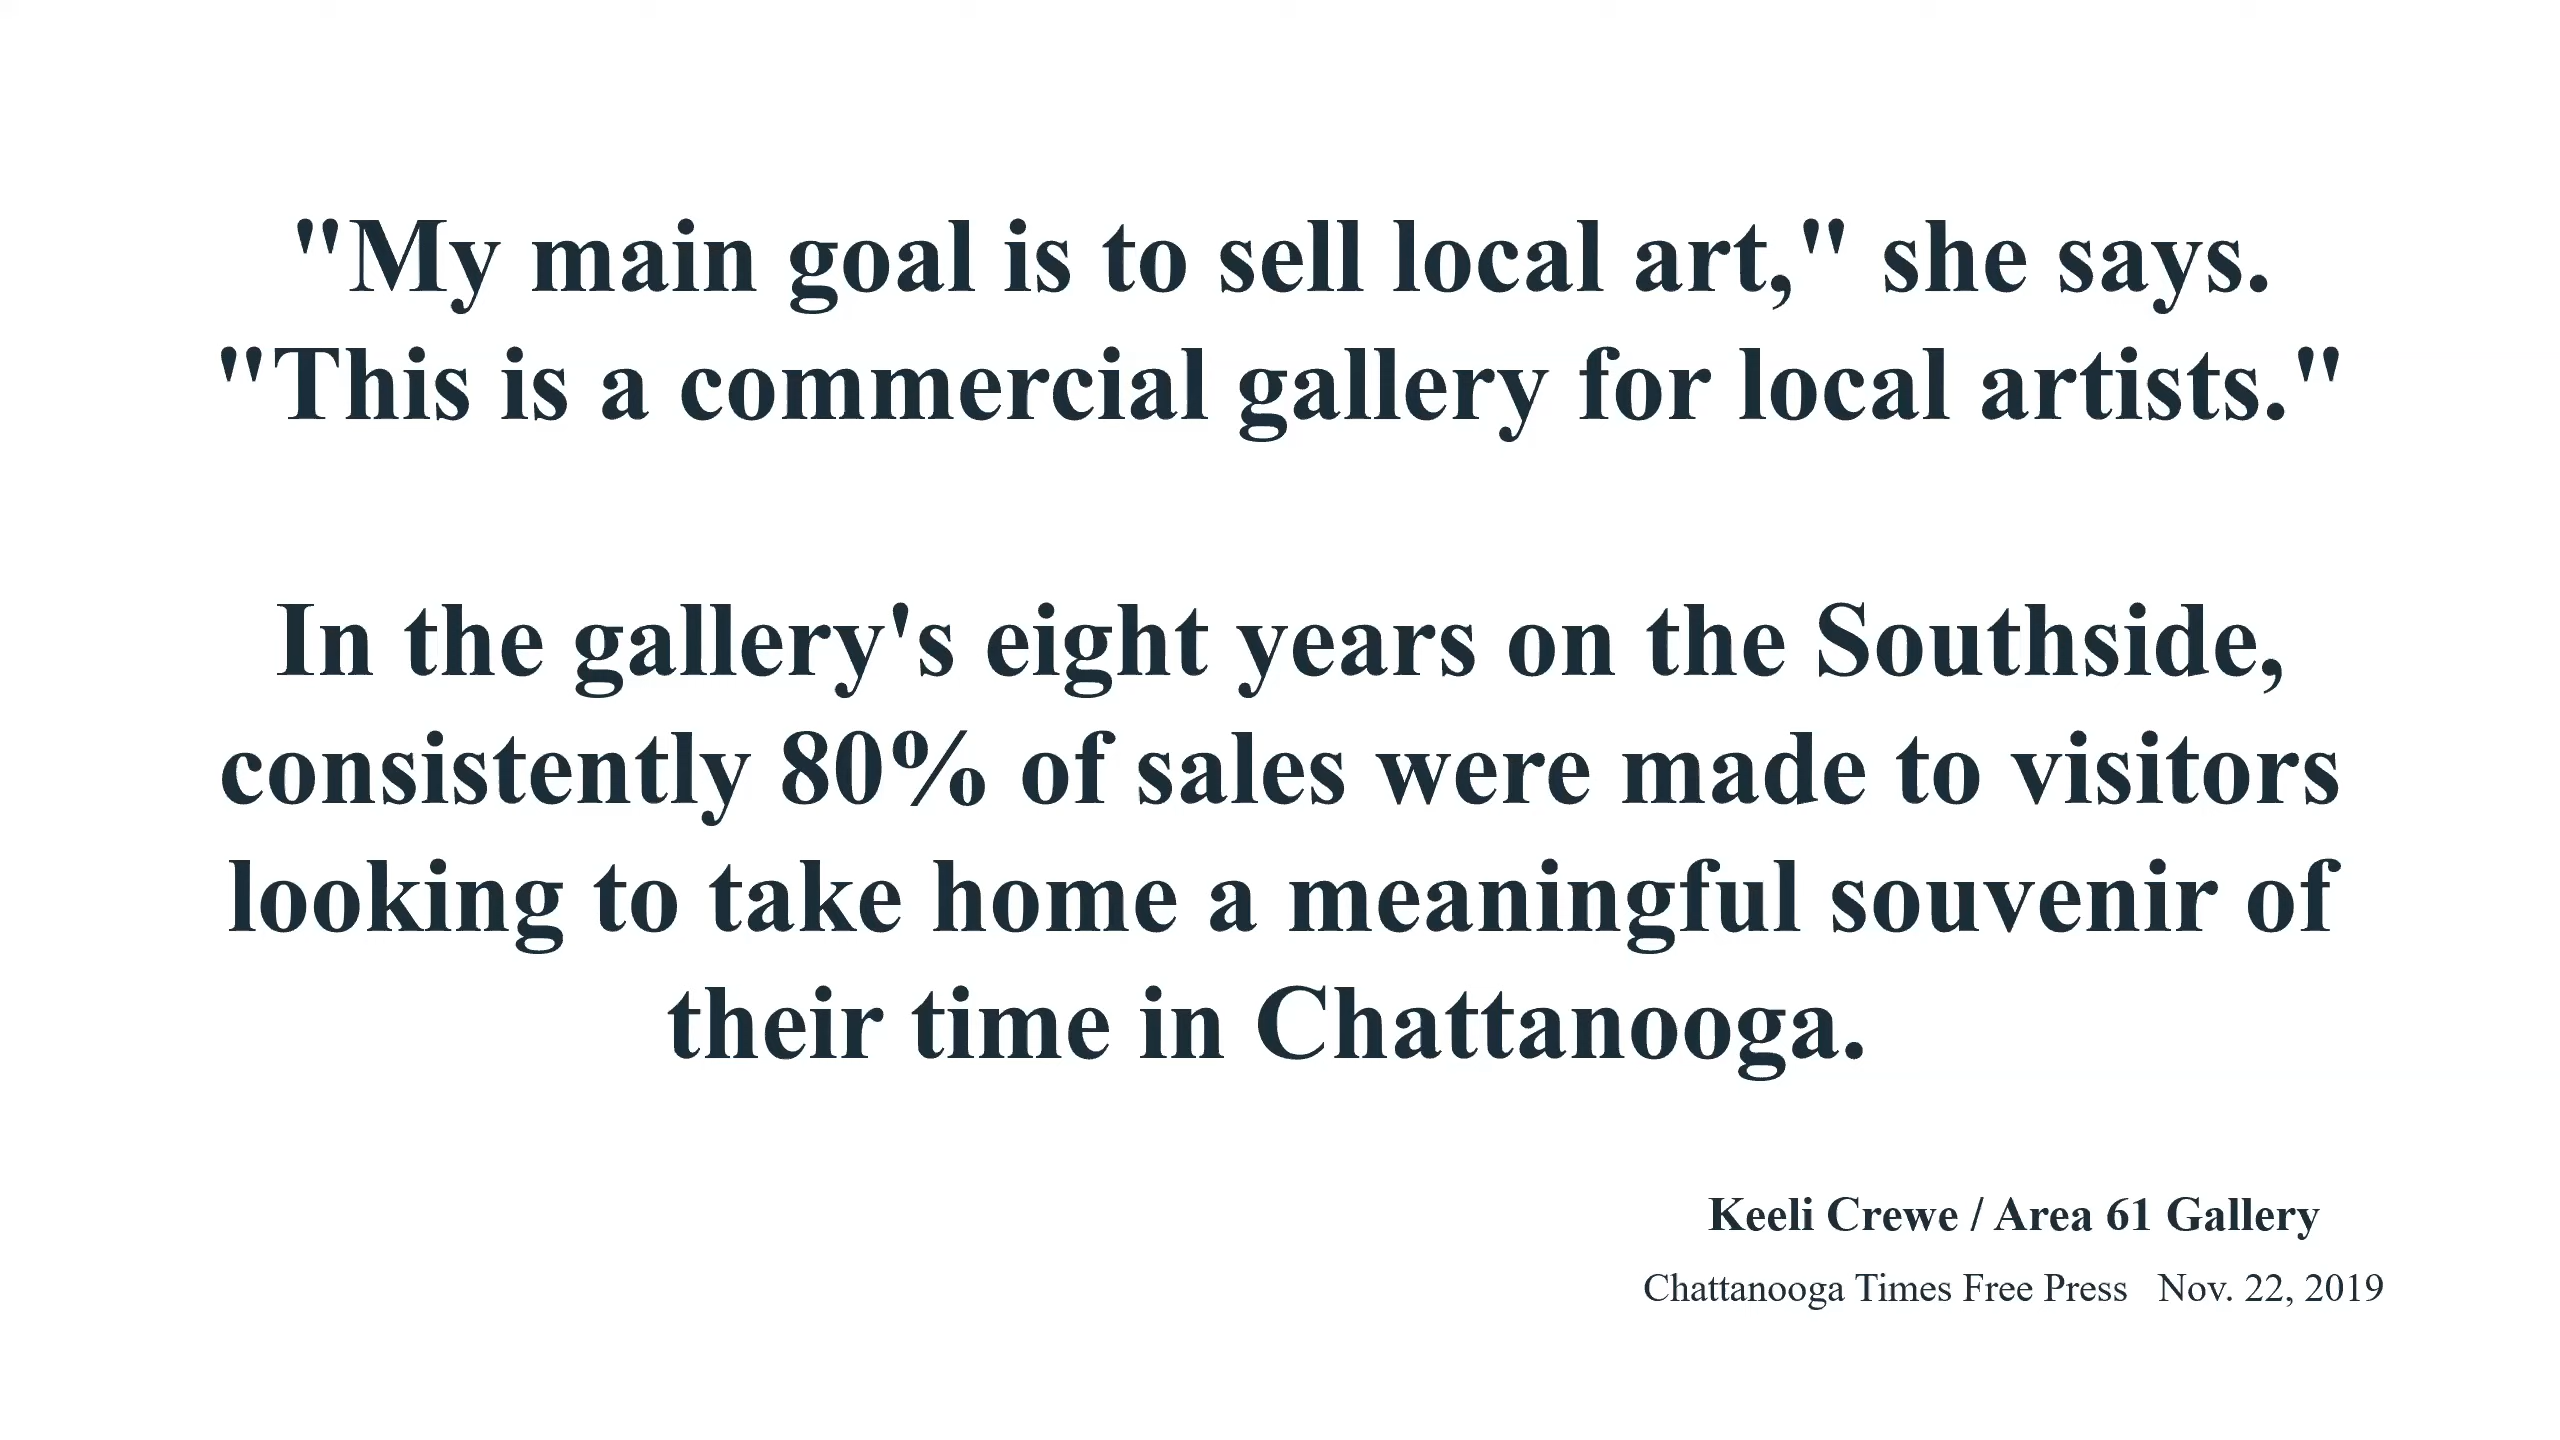 "My main goal is to sell local art," she says.
"This is a commercial gallery for local artists."
In the gallery's eight years on the Southside,
consistently 80% of sales were made to visitors
looking to take home a meaningful souvenir of
their time in Chattanooga.
Keeli Crewe / Area 61 Gallery
Chattanooga Times Free Press Nov. 22, 2019